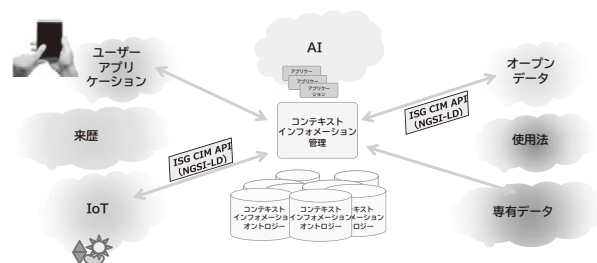 ユーザー
アプリ
ケーション
AI
アプリケー
アプリケー
アプリケー
ション
オープン
データ
ISG CIM API
(NGSI-LD)
コンテキスト
インフォメーション
管理
来歴
使用法
ISG CIM API
(NGSI-LD)
IoT
コンテキスト
インフォメーショ
オントロジー
コンテキスト
インフォメーション
オントロジー
キスト
メーション
ロジー
専有データ